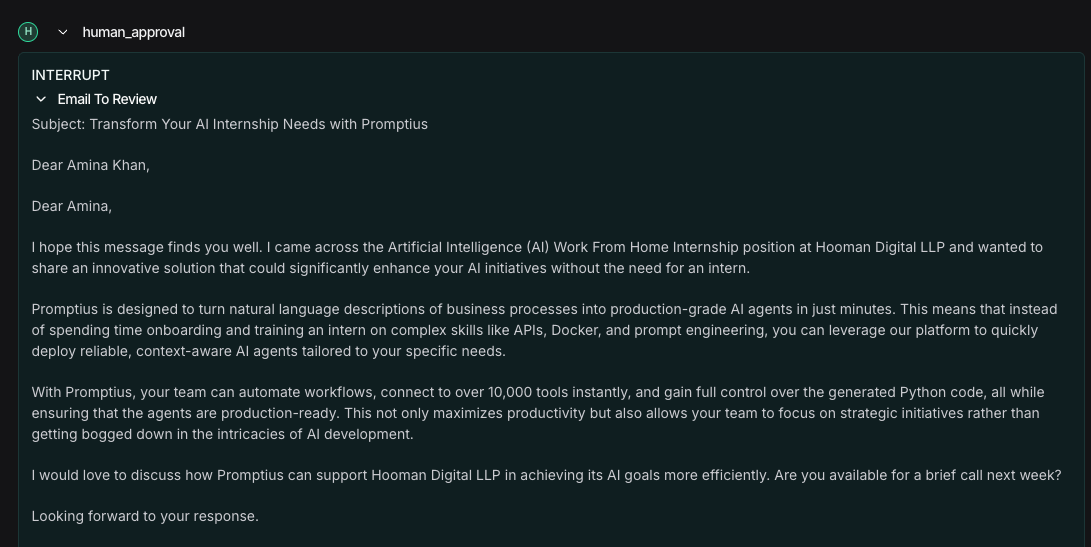 H human_approval
INTERRUPT
Email To Review
Subject: Transform Your AI Internship Needs with Promptius
Dear Amina Khan,
Dear Amina,
I hope this message finds you well. I came across the Artificial Intelligence (AI) Work From Home Internship position at Hooman Digital LLP and wanted to
share an innovative solution that could significantly enhance your AI initiatives without the need for an intern.
Promptius is designed to turn natural language descriptions of business processes into production-grade AI agents in just minutes. This means that instead
of spending time onboarding and training an intern on complex skills like APIs, Docker, and prompt engineering, you can leverage our platform to quickly
deploy reliable, context-aware AI agents tailored to your specific needs.
With Promptius, your team can automate workflows, connect to over 10,000 tools instantly, and gain full control over the generated Python code, all while
ensuring that the agents are production-ready. This not only maximizes productivity but also allows your team to focus on strategic initiatives rather than
getting bogged down in the intricacies of AI development.
I would love to discuss how Promptius can support Hooman Digital LLP in achieving its AI goals more efficiently. Are you available for a brief call next week?
Looking forward to your response.